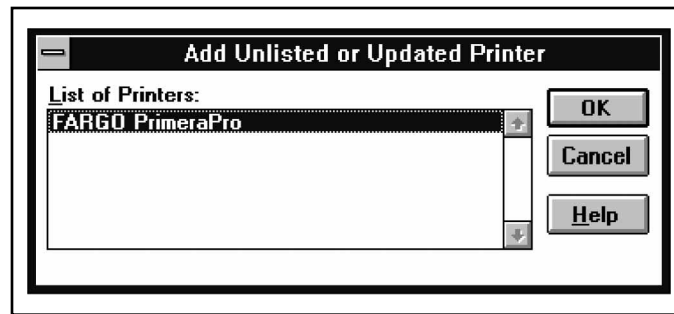 Add Unlisted or Updated Printer
List of Printers:
FARGO PrimeraPro
OK
Cancel
Help